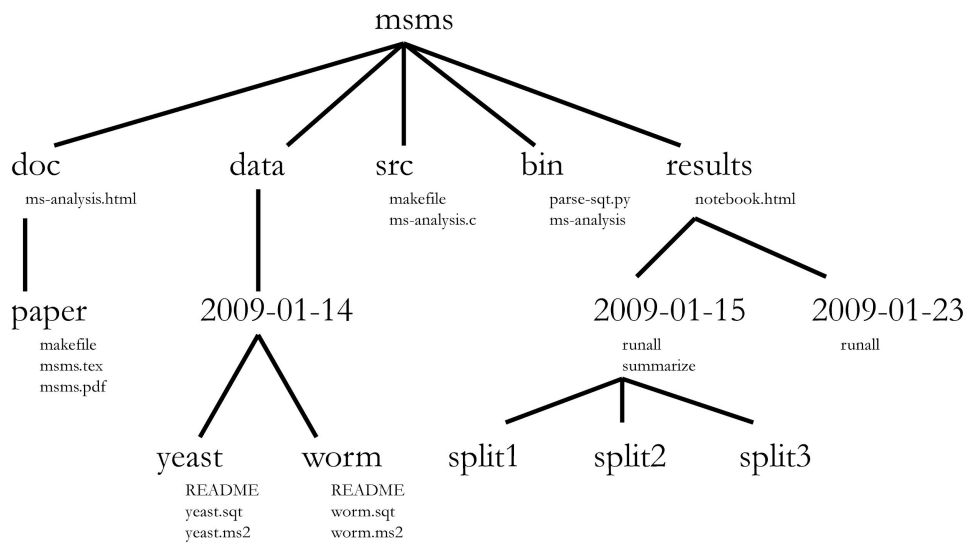 msms
doc
data
src
bin
results
ms-analysis.html
makefile
ms-analysis.c
parse-sqt.py
ms-analysis
notebook.html
paper
makefile
msms.tex
msms.pdf
2009-01-14
2009-01-15
runall
summarize
2009-01-23
runall
yeast
README
yeast.sqt
yeast.ms2
worm
README
worm.sqt
worm.ms2
split1
split2
split3